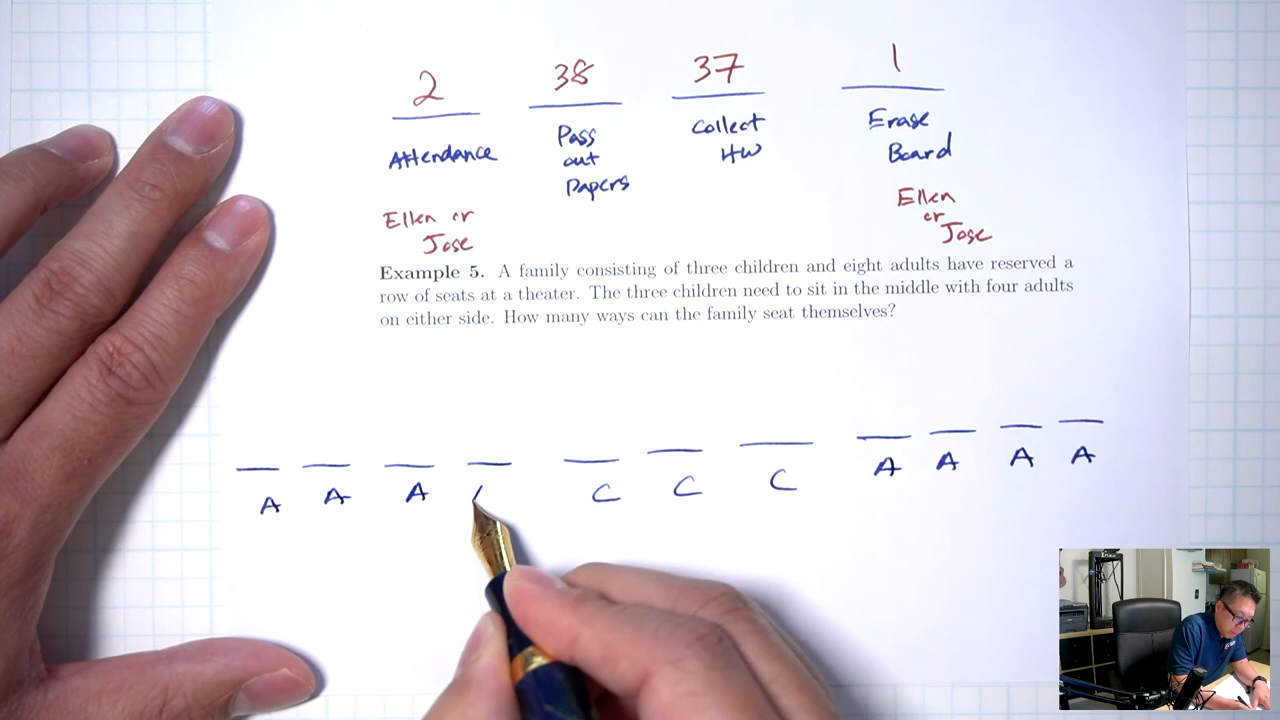 2 38 37 1
Attendance Pass out Papers Collect HW Erase Board
Ellen or Jose Ellen or Jose
Example 5. A family consisting of three children and eight adults have reserved a
row of seats at a theater. The three children need to sit in the middle with four adults
on either side. How many ways can the family seat themselves?
A A A C C C A A A A